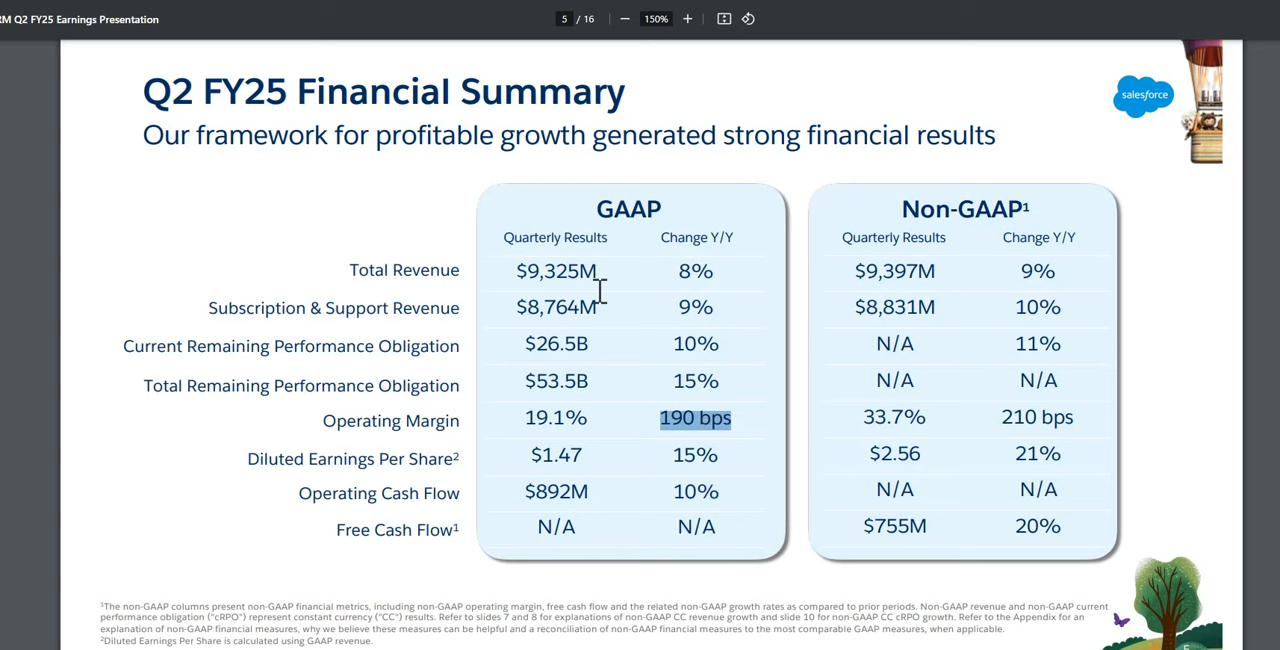 RM Q2 FY25 Earnings Presentation
5 / 16
150%
Q2 FY25 Financial Summary
salesforce
Our framework for profitable growth generated strong financial results
GAAP Non-GAAP¹
Quarterly Results Change Y/Y Quarterly Results Change Y/Y
Total Revenue $9,325M 8% $9,397M 9%
Subscription & Support Revenue $8,764M 9% $8,831M 10%
Current Remaining Performance Obligation $26.5B 10% N/A 11%
Total Remaining Performance Obligation $53.5B 15% N/A N/A
Operating Margin 19.1% 190 bps 33.7% 210 bps
Diluted Earnings Per Share² $1.47 15% $2.56 21%
Operating Cash Flow $892M 10% N/A N/A
Free Cash Flow¹ N/A N/A $755M 20%
¹The non-GAAP columns present non-GAAP financial metrics, including non-GAAP operating margin, free cash flow and the related non-GAAP growth rates as compared to prior periods. Non-GAAP revenue and non-GAAP current
performance obligation ("cRPO") represent constant currency ("CC") results. Refer to slides 7 and 8 for explanations of non-GAAP CC revenue growth and slide 10 for non-GAAP CC cRPO growth. Refer to the Appendix for an
explanation of non-GAAP financial measures, why we believe these measures can be helpful and a reconciliation of non-GAAP financial measures to the most comparable GAAP measures, when applicable.
²Diluted Earnings Per Share is calculated using GAAP revenue.
5